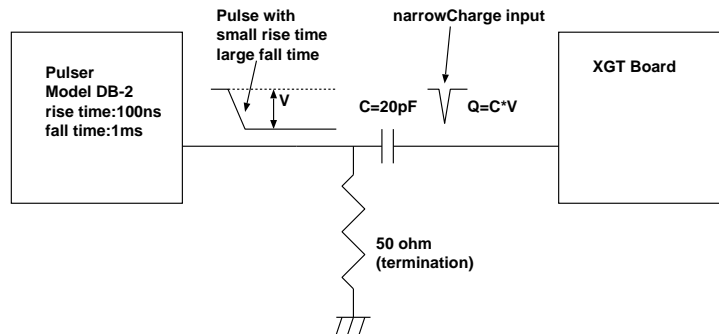 Pulse with
small rise time
large fall time
narrowCharge input
Pulser
Model DB-2
rise time:100ns
fall time:1ms
V
C=20pF
Q=C*V
XGT Board
50 ohm
(termination)